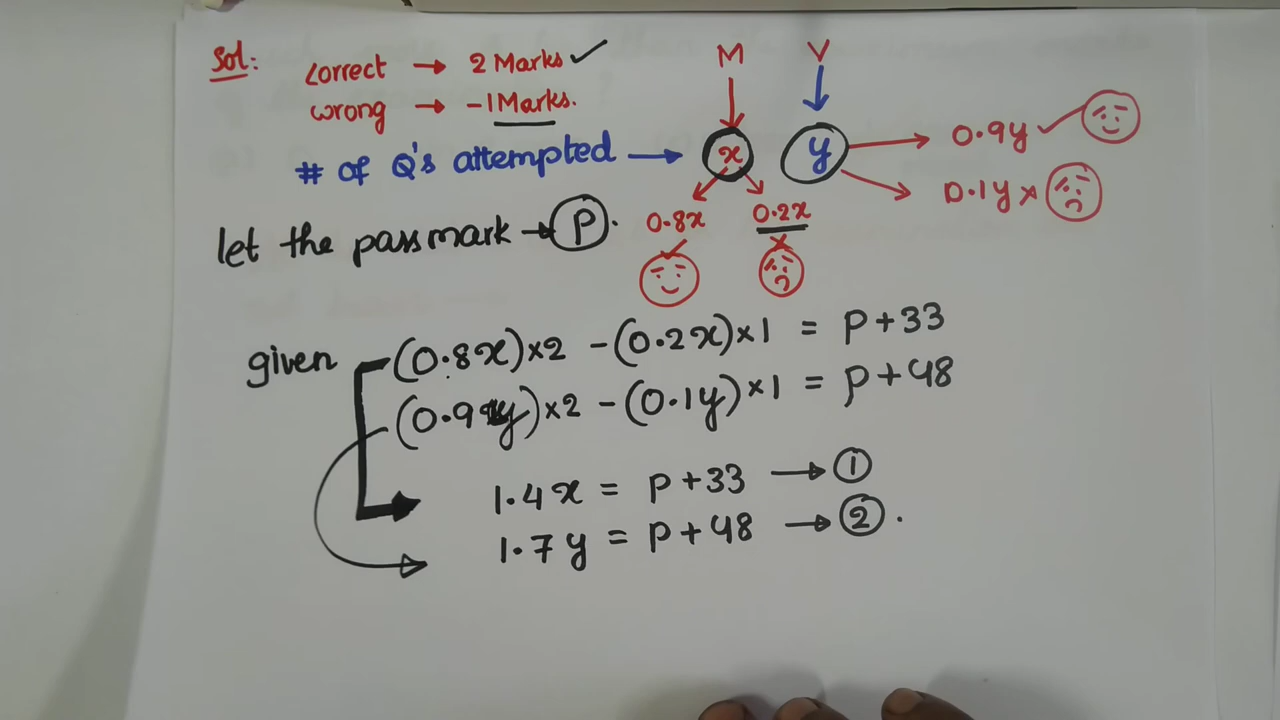 Sol:
correct → 2 Marks ✓
wrong → -1 Marks.
M V
# of Q's attempted → x y
0.9y ✓
0.1y ×
0.8x ✓ 0.2x ×
let the pass mark → P.
given (0.8x)×2 - (0.2x)×1 = P+33
(0.9y)×2 - (0.1y)×1 = P+48
1.4x = P+33 → 1
1.7y = P+48 → 2.